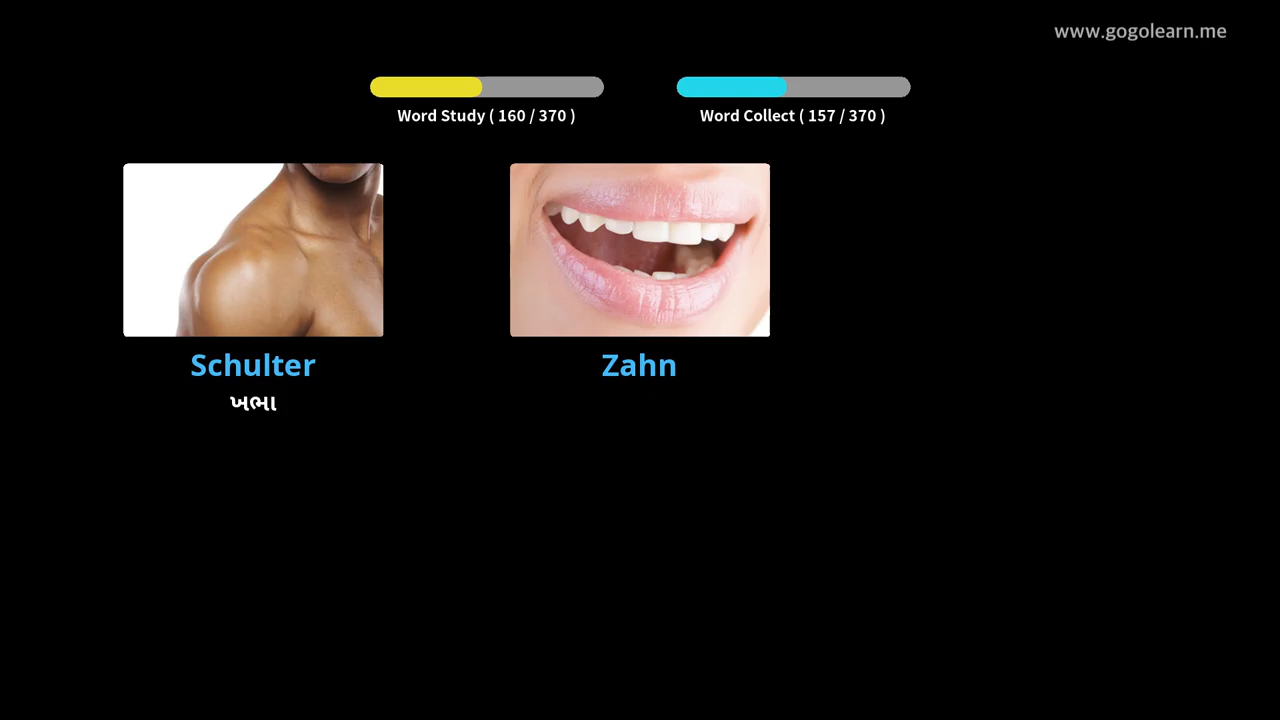 www.gogolearn.me
Word Study ( 160 / 370 )
Word Collect ( 157 / 370 )
Schulter
ખભા
Zahn